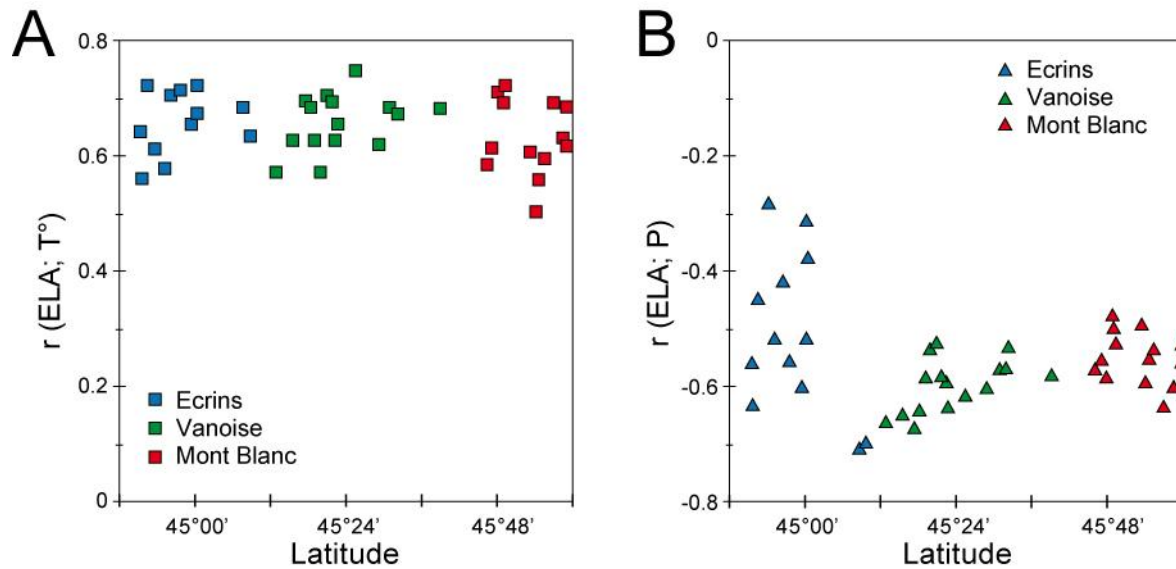 A
0.8
0.6
0.4
0.2
0
r (ELA; T°)
Ecrins
Vanoise
Mont Blanc
45°00'
45°24'
45°48'
Latitude
B
0
-0.2
-0.4
-0.6
-0.8
r (ELA; P)
Ecrins
Vanoise
Mont Blanc
45°00'
45°24'
45°48'
Latitude